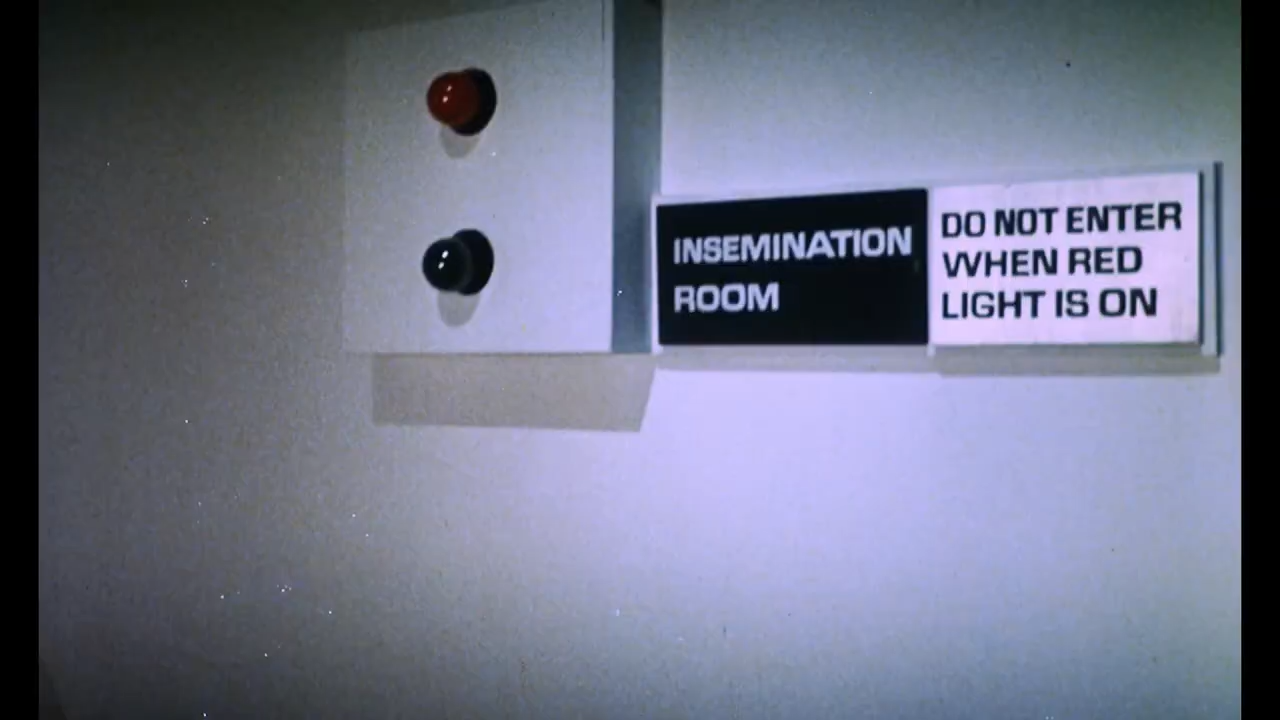 INSEMINATION
ROOM
DO NOT ENTER
WHEN RED
LIGHT IS ON